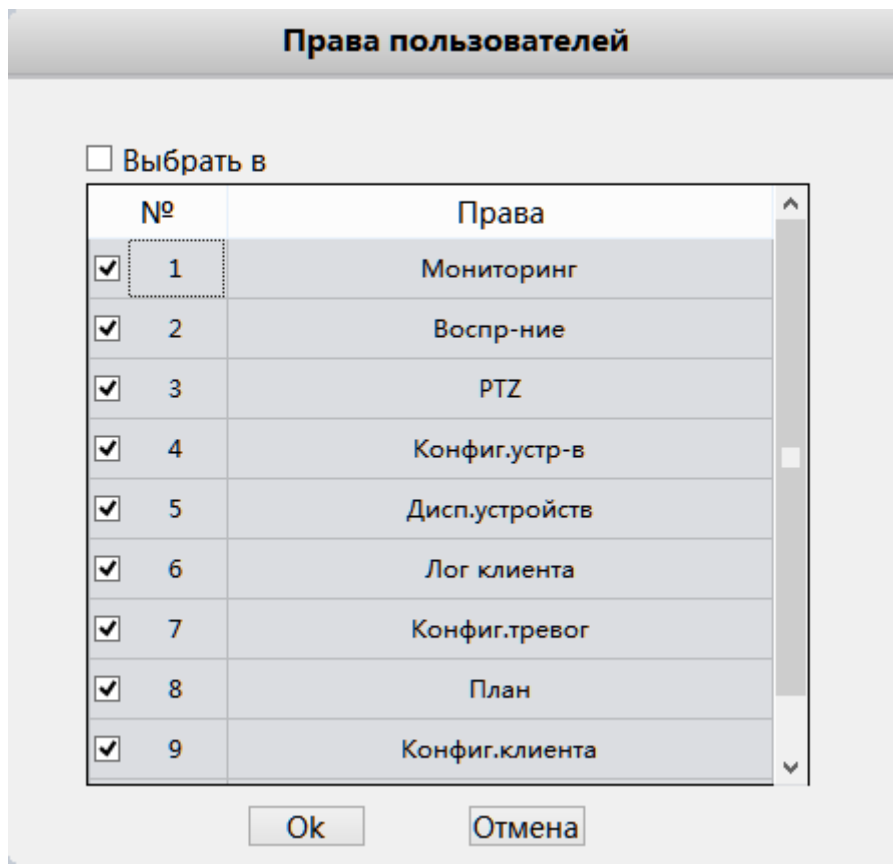 Права пользователей
Выбрать в
№ Права
1 Мониторинг
2 Воспр-ние
3 PTZ
4 Конфиг.устр-в
5 Дисп.устройств
6 Лог клиента
7 Конфиг.тревог
8 План
9 Конфиг.клиента
Ok Отмена